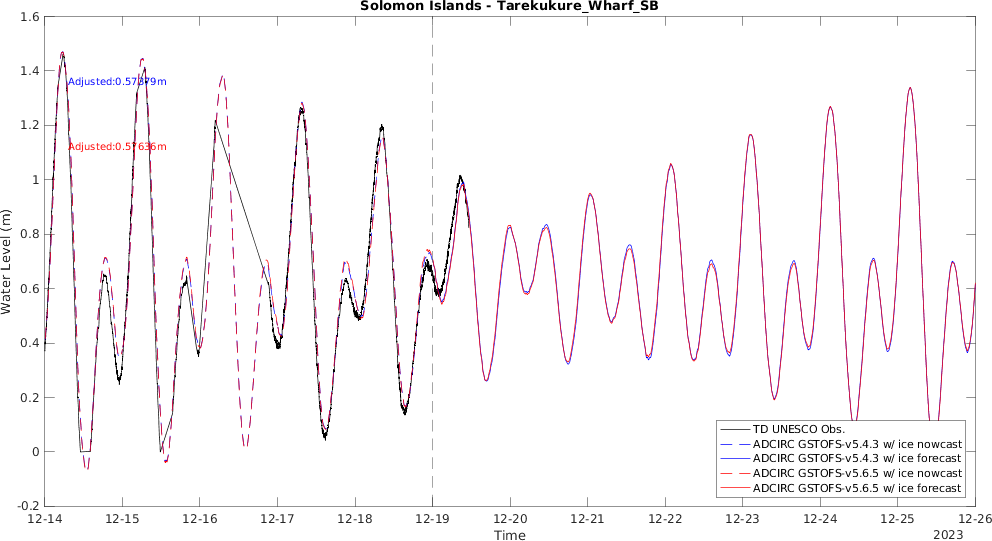 Solomon Islands - Tarekukure_Wharf_SB
1.6
1.4
1.2
1
0.8
0.6
0.4
0.2
0
-0.2
Water Level (m)
Adjusted:0.57379m
Adjusted:0.57636m
TD UNESCO Obs.
ADCIRC GSTOFS-v5.4.3 w/ ice nowcast
ADCIRC GSTOFS-v5.4.3 w/ ice forecast
ADCIRC GSTOFS-v5.6.5 w/ ice nowcast
ADCIRC GSTOFS-v5.6.5 w/ ice forecast
12-14 12-15 12-16 12-17 12-18 12-19 12-20 12-21 12-22 12-23 12-24 12-25 12-26
Time
2023